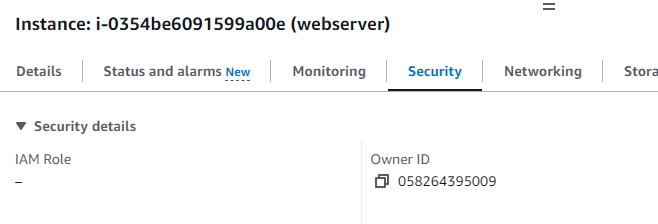 Instance: i-0354be6091599a00e (webserver)
Details Status and alarms New Monitoring Security Networking Stora
Security details
IAM Role Owner ID
– 058264395009